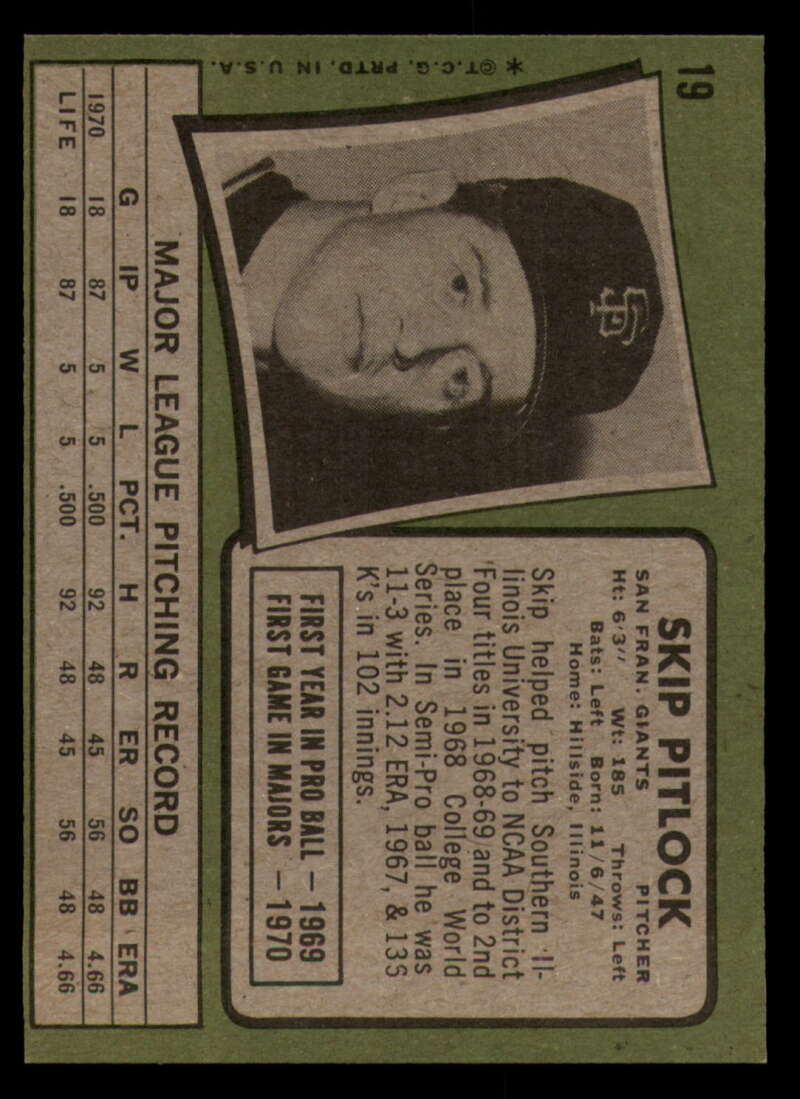 19
* ©T.C.G. PRTD. IN U.S.A.
SF
SKIP PITLOCK
SAN FRAN. GIANTS PITCHER
Ht: 6'3" Wt: 185 Throws: Left
Bats: Left Born: 11/6/47
Home: Hillside, Illinois
Skip helped pitch Southern Il-
linois University to NCAA District
Four titles in 1968-69 and to 2nd
place in 1968 College World
Series. In Semi-Pro ball he was
11-3 with 2.12 ERA, 1967, & 136
K's in 102 innings.
FIRST YEAR IN PRO BALL — 1969
FIRST GAME IN MAJORS — 1970
MAJOR LEAGUE PITCHING RECORD
G IP W L PCT. H R ER SO BB ERA
1970 18 87 5 5 .500 92 48 45 56 48 4.66
LIFE 18 87 5 5 .500 92 48 45 56 48 4.66